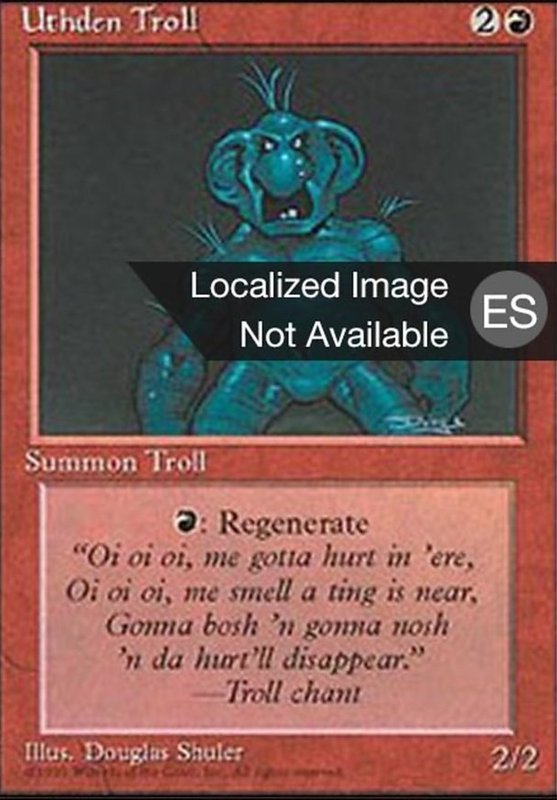 Uthden Troll
2
Localized Image
Not Available
ES
Summon Troll
: Regenerate
“Oi oi oi, me gotta hurt in ’ere,
Oi oi oi, me smell a ting is near,
Gonna bosh ’n gonna nosh
’n da hurt’ll disappear.”
—Troll chant
Illus. Douglas Shuler
2/2